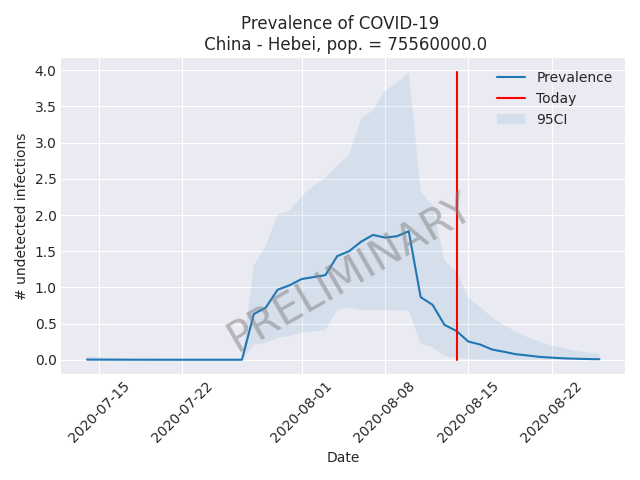 Prevalence of COVID-19
China - Hebei, pop. = 75560000.0
4.0
3.5
3.0
2.5
2.0
1.5
1.0
0.5
0.0
# undetected infections
Prevalence
Today
95CI
PRELIMINARY
2020-07-15
2020-07-22
2020-08-01
2020-08-08
2020-08-15
2020-08-22
Date